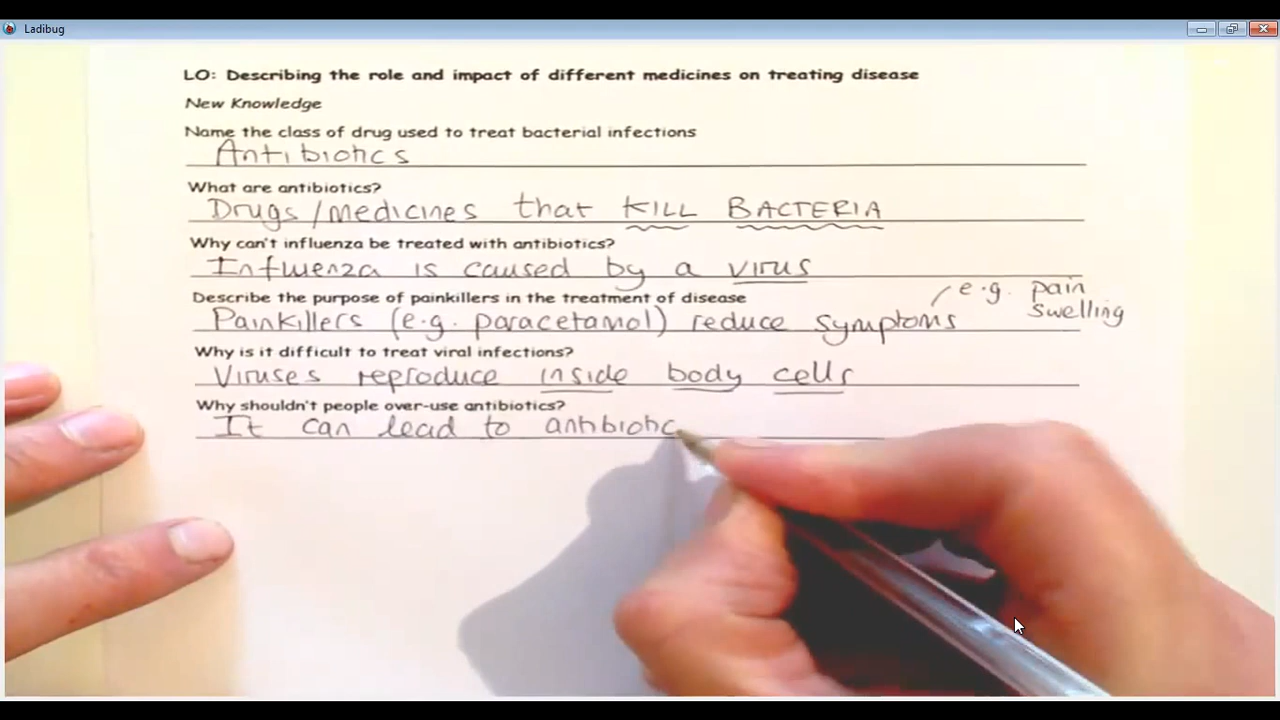 Ladibug
LO: Describing the role and impact of different medicines on treating disease
New Knowledge
Name the class of drug used to treat bacterial infections
Antibiotics
What are antibiotics?
Drugs/medicines that KILL BACTERIA
Why can't influenza be treated with antibiotics?
Influenza is caused by a virus
Describe the purpose of painkillers in the treatment of disease
e.g. pain
swelling
Painkillers (e.g. paracetamol) reduce symptoms
Why is it difficult to treat viral infections?
Viruses reproduce inside body cells
Why shouldn't people over-use antibiotics?
It can lead to antibiotic